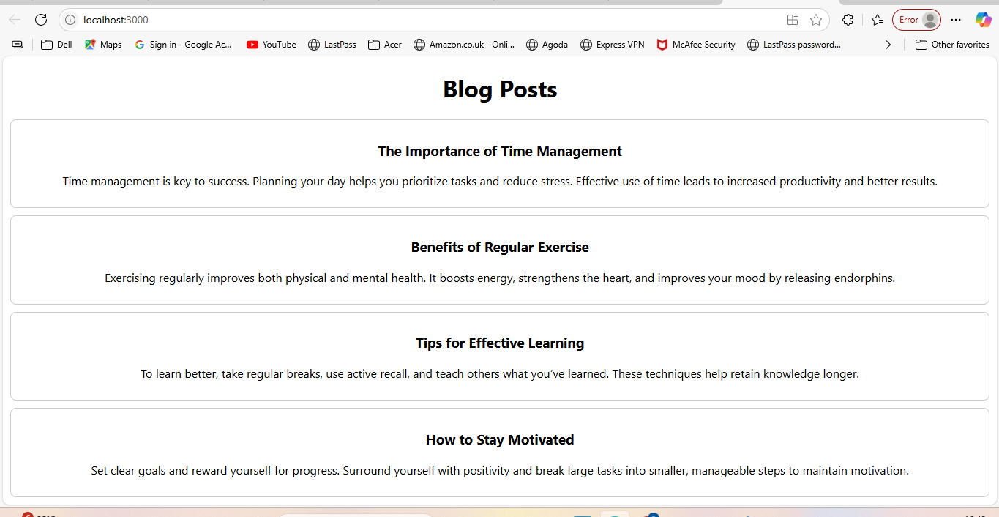 localhost:3000
Error
Dell Maps Sign in - Google Ac... YouTube LastPass Acer Amazon.co.uk - Onli... Agoda Express VPN McAfee Security LastPass password... Other favorites
Blog Posts
The Importance of Time Management
Time management is key to success. Planning your day helps you prioritize tasks and reduce stress. Effective use of time leads to increased productivity and better results.
Benefits of Regular Exercise
Exercising regularly improves both physical and mental health. It boosts energy, strengthens the heart, and improves your mood by releasing endorphins.
Tips for Effective Learning
To learn better, take regular breaks, use active recall, and teach others what you’ve learned. These techniques help retain knowledge longer.
How to Stay Motivated
Set clear goals and reward yourself for progress. Surround yourself with positivity and break large tasks into smaller, manageable steps to maintain motivation.